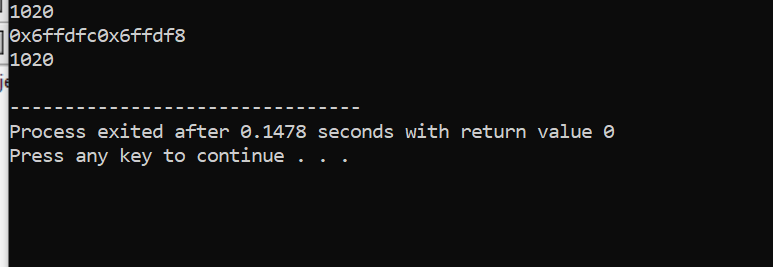 1020
0x6ffdfc0x6ffdf8
1020
--------------------------------
Process exited after 0.1478 seconds with return value 0
Press any key to continue . . .